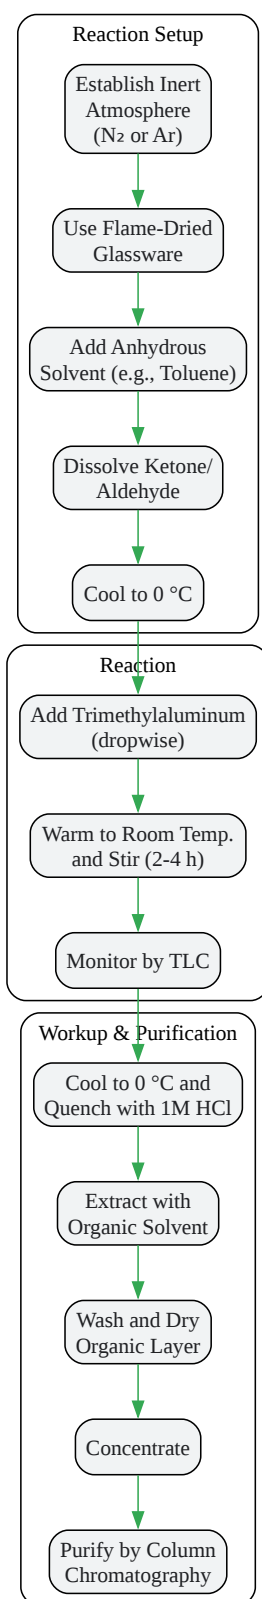 Reaction Setup
Establish Inert
Atmosphere
(N₂ or Ar)
Use Flame-Dried
Glassware
Add Anhydrous
Solvent (e.g., Toluene)
Dissolve Ketone/
Aldehyde
Cool to 0 °C
Reaction
Add Trimethylaluminum
(dropwise)
Warm to Room Temp.
and Stir (2-4 h)
Monitor by TLC
Workup & Purification
Cool to 0 °C and
Quench with 1M HCl
Extract with
Organic Solvent
Wash and Dry
Organic Layer
Concentrate
Purify by Column
Chromatography